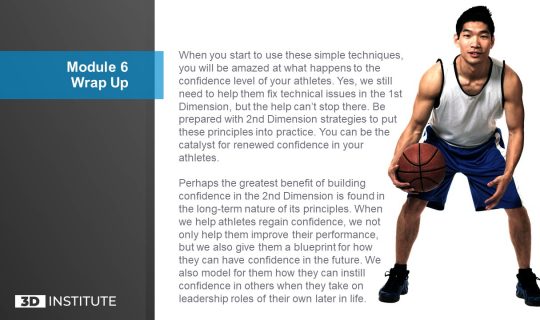 Module 6
Wrap Up
When you start to use these simple techniques,
you will be amazed at what happens to the
confidence level of your athletes. Yes, we still
need to help them fix technical issues in the 1st
Dimension, but the help can’t stop there. Be
prepared with 2nd Dimension strategies to put
these principles into practice. You can be the
catalyst for renewed confidence in your
athletes.
Perhaps the greatest benefit of building
confidence in the 2nd Dimension is found in
the long-term nature of its principles. When
we help athletes regain confidence, we not
only help them improve their performance,
but we also give them a blueprint for how
they can have confidence in the future. We
also model for them how they can instill
confidence in others when they take on
leadership roles of their own later in life.
3D INSTITUTE